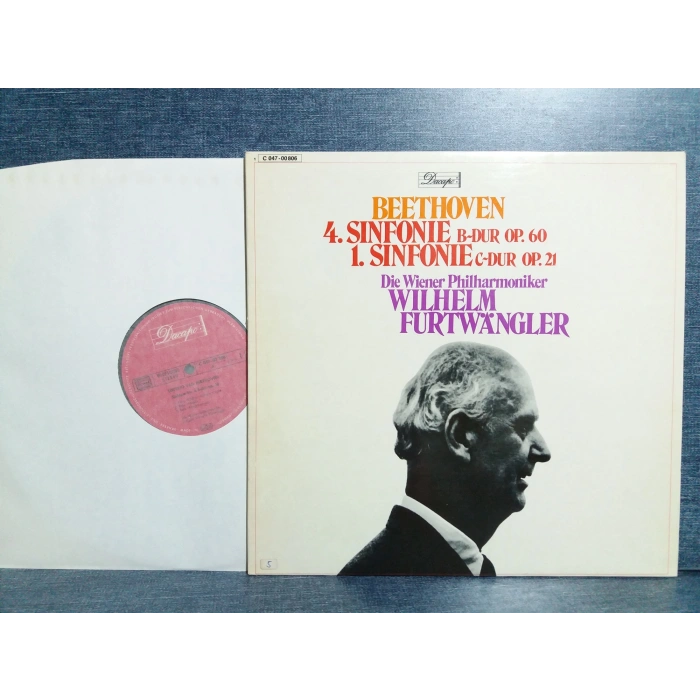 C 047-00 806
Dacapo
BEETHOVEN
4. SINFONIE B-DUR OP. 60
1. SINFONIE C-DUR OP. 21
Die Wiener Philharmoniker
WILHELM
FURTWÄNGLER
5
Dacapo